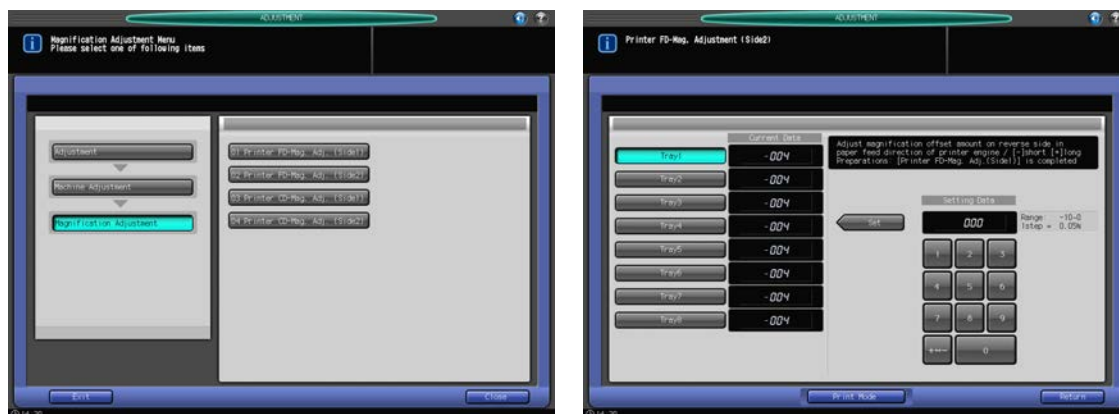 ADJUSTMENT
Magnification Adjustment Menu
Please select one of following items
Adjustment
Machine Adjustment
Magnification Adjustment
01 Printer FD-Mag. Adj. (Side1)
02 Printer FD-Mag. Adj. (Side2)
03 Printer CD-Mag. Adj. (Side1)
04 Printer CD-Mag. Adj. (Side2)
Exit
Close
ADJUSTMENT
Printer FD-Mag. Adjustment (Side2)
Current Data
Tray1 -004
Tray2 -004
Tray3 -004
Tray4 -004
Tray5 -004
Tray6 -004
Tray7 -004
Tray8 -004
Adjust magnification offset amount on reverse side in
paper feed direction of printer engine / [-]short [+]long
Preparations: [Printer FD-Mag. Adj.(Side1)] is completed
Setting Data
Set
000
Range: -10-0
1step = 0.05%
1 2 3
4 5 6
7 8 9
0
Print Mode
Return